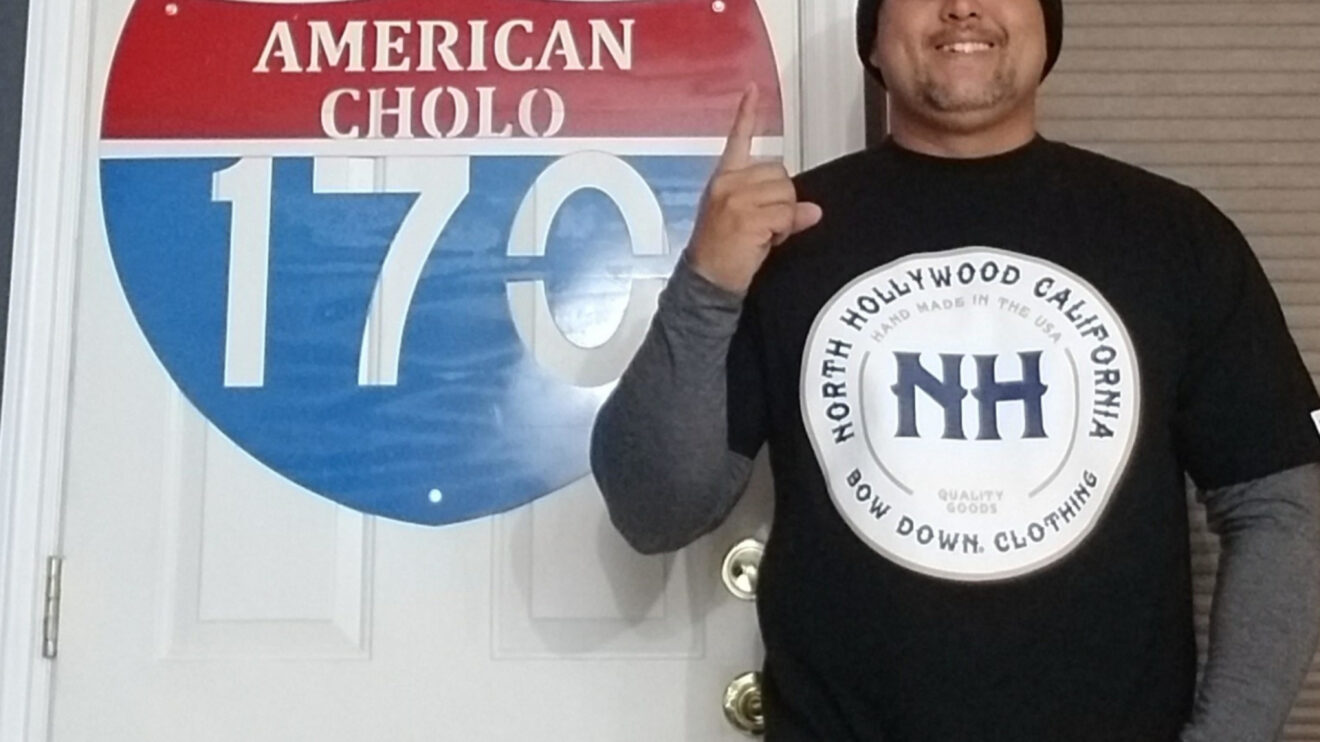 AMERICAN
CHOLO
170
NORTH HOLLYWOOD CALIFORNIA
HAND MADE IN THE USA
NH
QUALITY
GOODS
BOW DOWN. CLOTHING